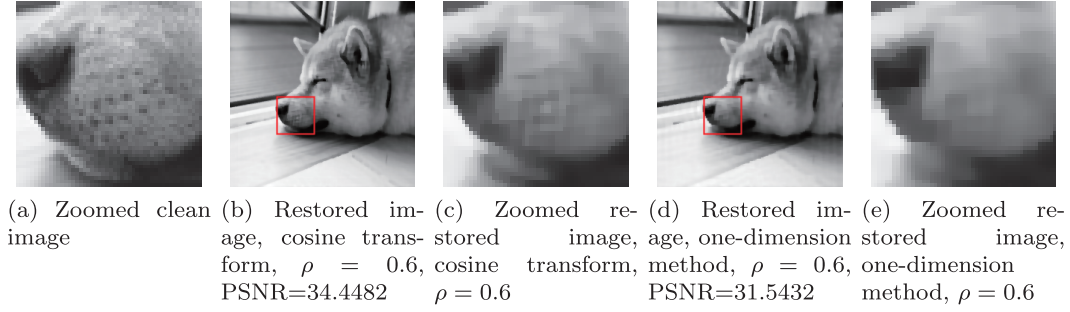 (a) Zoomed clean
image
(b) Restored im-
age, cosine trans-
form, ρ = 0.6,
PSNR=34.4482
(c) Zoomed re-
stored image,
cosine transform,
ρ = 0.6
(d) Restored im-
age, one-dimension
method, ρ = 0.6,
PSNR=31.5432
(e) Zoomed re-
stored image,
one-dimension
method, ρ = 0.6